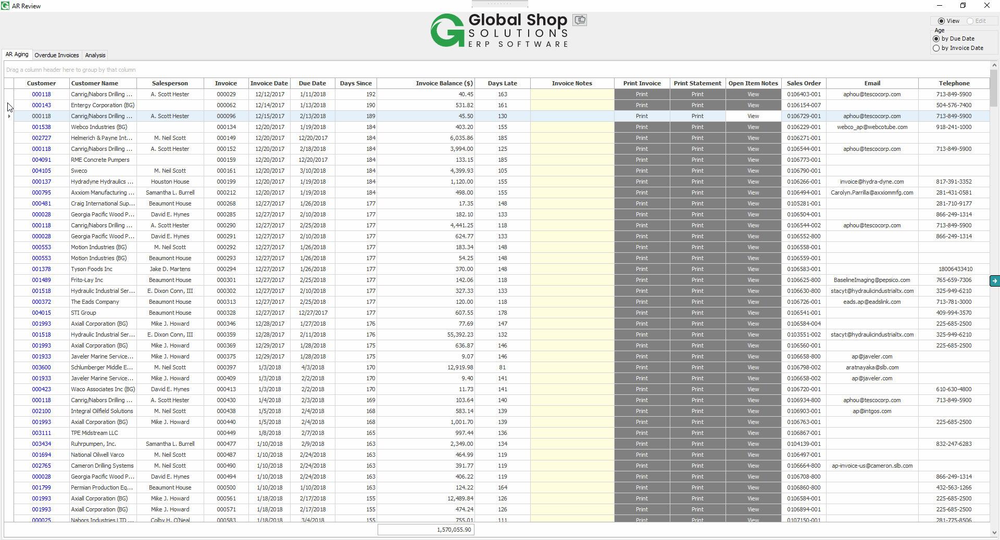 AR Review
Global Shop
SOLUTIONS
ERP SOFTWARE
View Edit
Age
by Due Date
by Invoice Date
AR Aging Overdue Invoices Analysis
Drag a column header here to group by that column
Customer Customer Name Salesperson Invoice Invoice Date Due Date Days Since Invoice Balance ($) Days Late Invoice Notes Print Invoice Print Statement Open Item Notes Sales Order Email Telephone
000118 Canrig/Nabors Drilling ... A. Scott Hester 000029 12/12/2017 1/11/2018 192 40.45 163 Print Print View 0106403-001 aphou@tescocorp.com 713-849-5900
000143 Entergy Corporation (BG) 000062 12/14/2017 1/13/2018 190 531.82 161 Print Print View 0106154-007 504-576-7400
000118 Canrig/Nabors Drilling ... A. Scott Hester 000096 12/15/2017 2/13/2018 189 45.50 130 Print Print View 0106729-001 aphou@tescocorp.com 713-849-5900
001538 Webco Industries (BG) 000134 12/20/2017 1/19/2018 184 403.20 155 Print Print View 0106229-001 webco_ap@webcotube.com 918-241-1000
002727 Helmerich & Payne Int... M. Neil Scott 000149 12/20/2017 12/20/2017 184 6,035.86 185 Print Print View 0106271-001
000118 Canrig/Nabors Drilling ... A. Scott Hester 000152 12/20/2017 2/18/2018 184 3,994.00 125 Print Print View 0106544-001 aphou@tescocorp.com 713-849-5900
004091 RME Concrete Pumpers 000159 12/20/2017 12/20/2017 184 133.15 185 Print Print View 0106773-001
004105 Sweco M. Neil Scott 000161 12/20/2017 3/10/2018 184 4,399.93 105 Print Print View 0106790-001
000137 Hydradyne Hydraulics ... Houston House 000199 12/20/2017 1/19/2018 184 1,120.00 155 Print Print View 0106266-001 invoice@hydra-dyne.com 817-391-3352
000795 Axxiom Manufacturing ... Samantha L. Burrell 000212 12/20/2017 1/19/2018 184 498.00 155 Print Print View 0106494-001 Carolyn.Parrilla@axxiommfg.com 281-431-0581
000481 Craig International Sup... Beaumont House 000268 12/27/2017 1/26/2018 177 17.35 148 Print Print View 0105281-001 281-710-9177
000028 Georgia Pacific Wood P... David E. Hynes 000285 12/27/2017 2/10/2018 177 182.10 133 Print Print View 0106504-001 866-249-1314
000118 Canrig/Nabors Drilling ... A. Scott Hester 000290 12/27/2017 2/25/2018 177 4,441.25 118 Print Print View 0106544-002 aphou@tescocorp.com 713-849-5900
000028 Georgia Pacific Wood P... David E. Hynes 000291 12/27/2017 2/10/2018 177 624.77 133 Print Print View 0106552-800 866-249-1314
000553 Motion Industries (BG) M. Neil Scott 000292 12/27/2017 1/26/2018 177 183.34 148 Print Print View 0106558-001
000553 Motion Industries (BG) Beaumont House 000293 12/27/2017 1/26/2018 177 54.25 148 Print Print View 0106559-001
001378 Tyson Foods Inc Jake D. Martens 000294 12/27/2017 1/26/2018 177 370.00 148 Print Print View 0106583-001 18006433410
001489 Frito-Lay Inc Beaumont House 000301 12/27/2017 2/25/2018 177 142.06 118 Print Print View 0106625-800 BaselineImaging@pepsico.com 765-659-7306
001518 Hydraulic Industrial Ser... E. Dixon Conn, III 000302 12/27/2017 2/10/2018 177 327.33 133 Print Print View 0106630-800 stacyt@hydraulicindustrialtx.com 325-949-6210
000372 The Eads Company Beaumont House 000313 12/27/2017 2/25/2018 177 120.00 118 Print Print View 0106726-001 eads.ap@eadslink.com 713-781-3000
004015 STI Group Beaumont House 000328 12/27/2017 12/27/2017 177 607.55 178 Print Print View 0106541-001 409-994-3570
001993 Axiall Corporation (BG) Mike J. Howard 000346 12/28/2017 1/27/2018 176 77.69 147 Print Print View 0106584-004 225-685-2500
001518 Hydraulic Industrial Ser... E. Dixon Conn, III 000359 12/28/2017 2/11/2018 176 55,392.23 132 Print Print View 0103551-002 stacyt@hydraulicindustrialtx.com 325-949-6210
001993 Axiall Corporation (BG) Mike J. Howard 000369 12/29/2017 1/28/2018 175 636.87 146 Print Print View 0106560-001 225-685-2500
001933 Javeler Marine Service... Mike J. Howard 000375 12/29/2017 1/28/2018 175 9.07 146 Print Print View 0106658-800 ap@javeler.com
003600 Schlumberger Middle E... M. Neil Scott 000397 1/3/2018 4/3/2018 170 12,919.98 81 Print Print View 0106798-002 aratnayaka@slb.com
001933 Javeler Marine Service... Mike J. Howard 000409 1/3/2018 2/2/2018 170 9.40 141 Print Print View 0106658-002 ap@javeler.com
000423 Waco Associates Inc (BG) David E. Hynes 000413 1/3/2018 2/2/2018 170 11.73 141 Print Print View 0106720-001 610-630-4800
000118 Canrig/Nabors Drilling ... A. Scott Hester 000430 1/4/2018 2/3/2018 169 103.64 140 Print Print View 0106934-800 aphou@tescocorp.com 713-849-5900
002100 Integral Oilfield Solutions M. Neil Scott 000438 1/5/2018 2/4/2018 168 583.14 139 Print Print View 0106903-001 ap@intgos.com
001993 Axiall Corporation (BG) Mike J. Howard 000440 1/5/2018 2/4/2018 168 1,001.70 139 Print Print View 0106763-001 225-685-2500
003111 TPE Midstream LLC 000449 1/8/2018 2/7/2018 165 997.44 136 Print Print View 0106867-001
003434 Ruhrpumpen, Inc. Samantha L. Burrell 000477 1/10/2018 2/9/2018 163 2,349.00 134 Print Print View 0104139-001 832-247-6283
001694 National Oilwell Varco M. Neil Scott 000487 1/10/2018 2/24/2018 163 464.99 119 Print Print View 0106497-001
002765 Cameron Drilling Systems M. Neil Scott 000490 1/10/2018 2/24/2018 163 391.77 119 Print Print View 0106664-800 ap-invoice-us@cameron.slb.com
000028 Georgia Pacific Wood P... David E. Hynes 000494 1/10/2018 2/24/2018 163 406.22 119 Print Print View 0106708-800 866-249-1314
001799 Permian Production Eq... Beaumont House 000500 1/10/2018 1/10/2018 163 124.22 164 Print Print View 0106860-800 432-563-1266
001993 Axiall Corporation (BG) Mike J. Howard 000561 1/18/2018 2/17/2018 155 12,489.84 126 Print Print View 0106584-001 225-685-2500
001993 Axiall Corporation (BG) Mike J. Howard 000571 1/18/2018 2/17/2018 155 474.24 126 Print Print View 0106894-001 225-685-2500
000025 Nabors Industries LTD ... Colby H. O'Neal 000583 1/18/2018 3/4/2018 155 755.01 111 Print Print View 0107150-001 281-775-8506
1,570,055.90